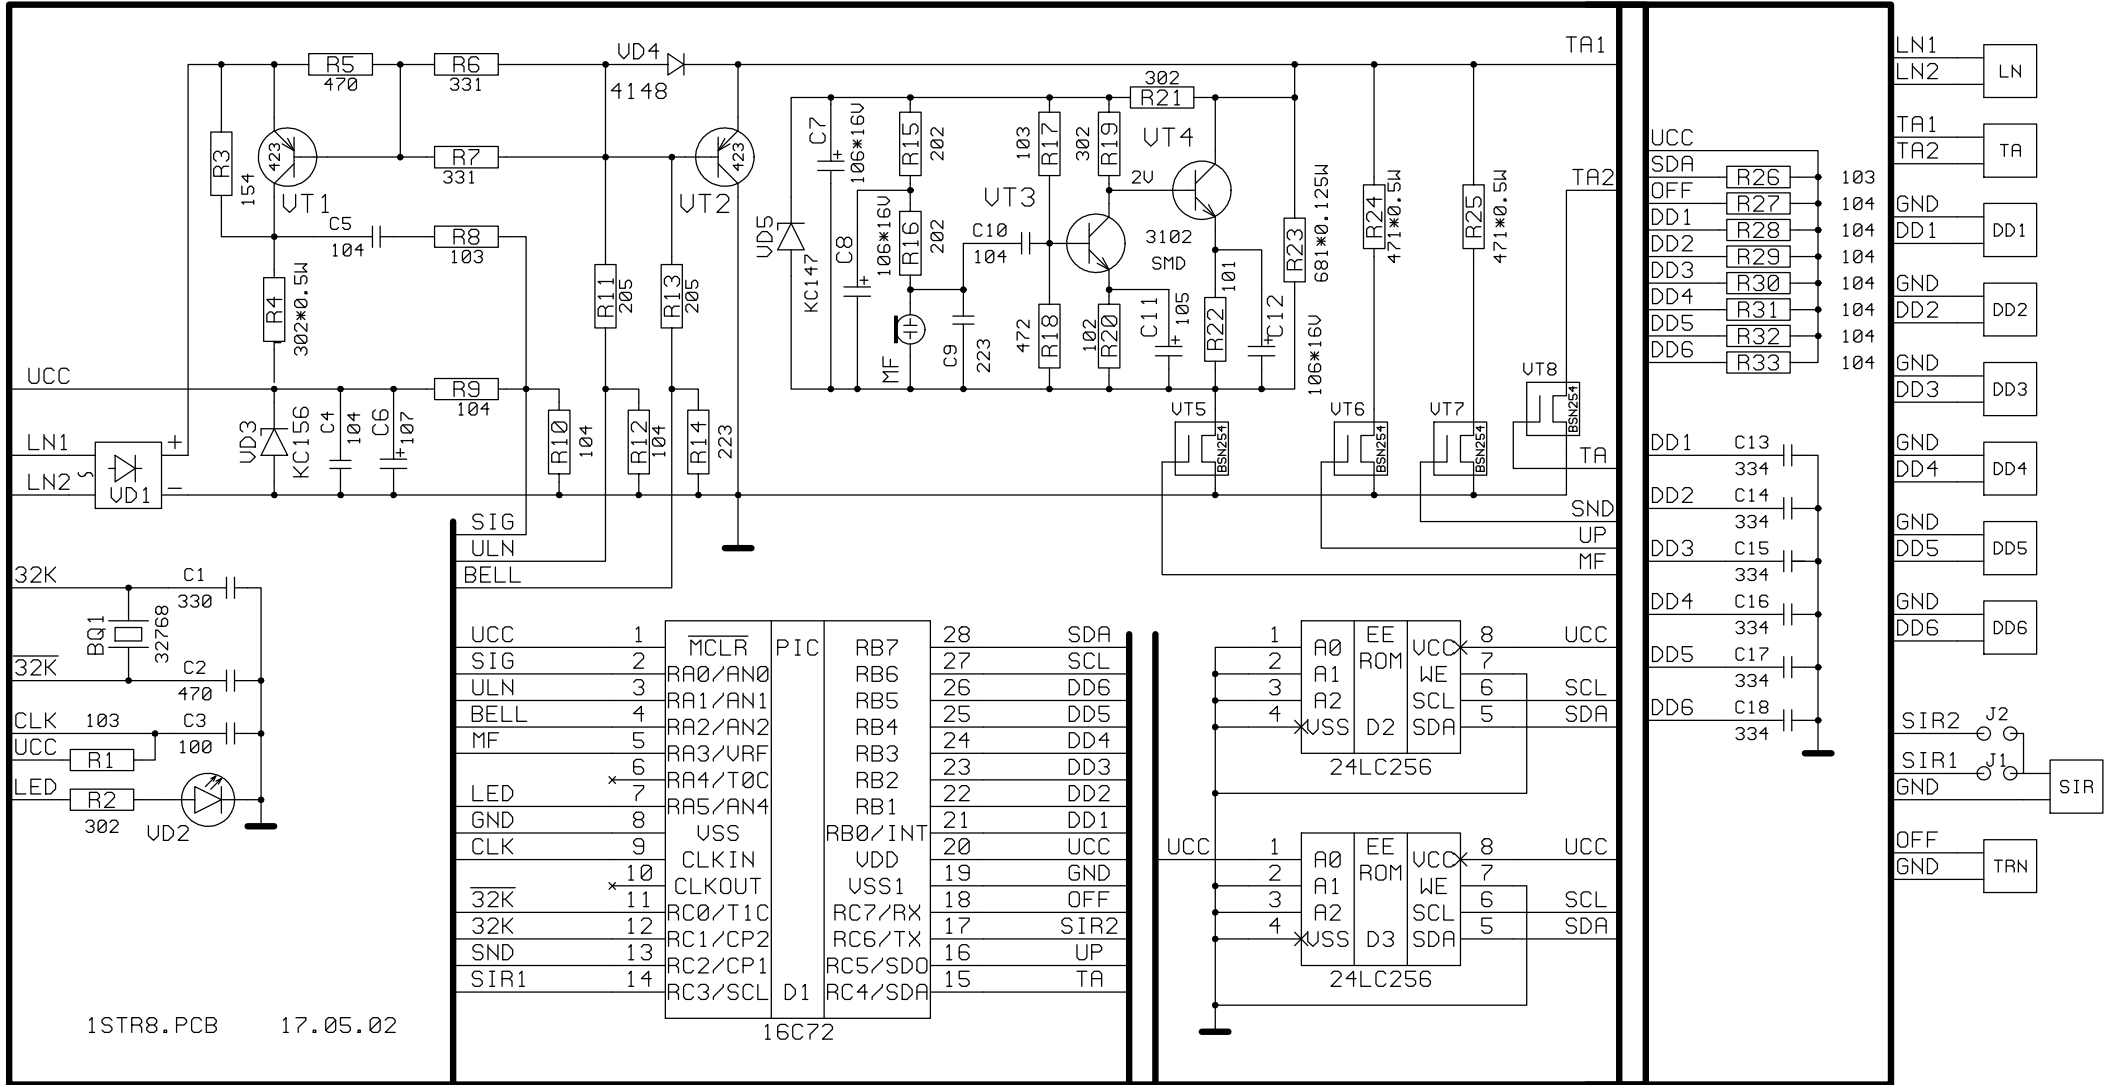 TA1
LN1
LN2
LN
VD4
4148
R5
470
R6
331
302
R21
R3
154
423
VT1
R7
331
423
VT2
C7
106*16V
R15
202
103
R17
302
R19
VT4
2V
TA1
TA2
TA
UCC
SDA
R26
103
OFF
R27
104
DD1
R28
104
DD2
R29
104
DD3
R30
104
DD4
R31
104
DD5
R32
104
DD6
R33
104
TA2
C5
104
R8
103
R4
302*0.5W
R11
205
R13
205
VD5
KC147
C8
106*16V
R16
202
MF
C10
104
C9
223
VT3
3102
SMD
472
R18
102
R20
C11
105
101
R22
C12
106*16V
R23
681*0.125W
R24
471*0.5W
R25
471*0.5W
GND
DD1
DD1
GND
DD2
DD2
GND
DD3
DD3
GND
DD4
DD4
GND
DD5
DD5
GND
DD6
DD6
UCC
LN1
LN2
VD1
+
-
VD3
KC156
C4
104
C6
107
R9
104
R10
104
R12
104
R14
223
VT5
BSN254
VT6
BSN254
VT7
BSN254
VT8
BSN254
TA
SND
UP
MF
SIG
ULN
BELL
DD1
C13
334
DD2
C14
334
DD3
C15
334
DD4
C16
334
DD5
C17
334
DD6
C18
334
32K
C1
330
BQ1
32768
32K
C2
470
CLK
103
C3
100
UCC
R1
LED
R2
302
VD2
UCC 1 MCLR PIC RB7 28 SDA
SIG 2 RA0/AN0 RB6 27 SCL
ULN 3 RA1/AN1 RB5 26 DD6
BELL 4 RA2/AN2 RB4 25 DD5
MF 5 RA3/VRF RB3 24 DD4
6 RA4/T0C RB2 23 DD3
LED 7 RA5/AN4 RB1 22 DD2
GND 8 VSS RB0/INT 21 DD1
CLK 9 CLKIN VDD 20 UCC
10 CLKOUT VSS1 19 GND
32K 11 RC0/T1C RC7/RX 18 OFF
32K 12 RC1/CP2 RC6/TX 17 SIR2
SND 13 RC2/CP1 RC5/SDO 16 UP
SIR1 14 RC3/SCL D1 RC4/SDA 15 TA
16C72
1 A0 EE VCC 8 UCC
2 A1 ROM WE 7
3 A2 SCL 6 SCL
4 VSS D2 SDA 5 SDA
24LC256
UCC 1 A0 EE VCC 8 UCC
2 A1 ROM WE 7
3 A2 SCL 6 SCL
4 VSS D3 SDA 5 SDA
24LC256
SIR2
J2
SIR1
J1
GND
SIR
OFF
GND
TRN
1STR8.PCB 17.05.02